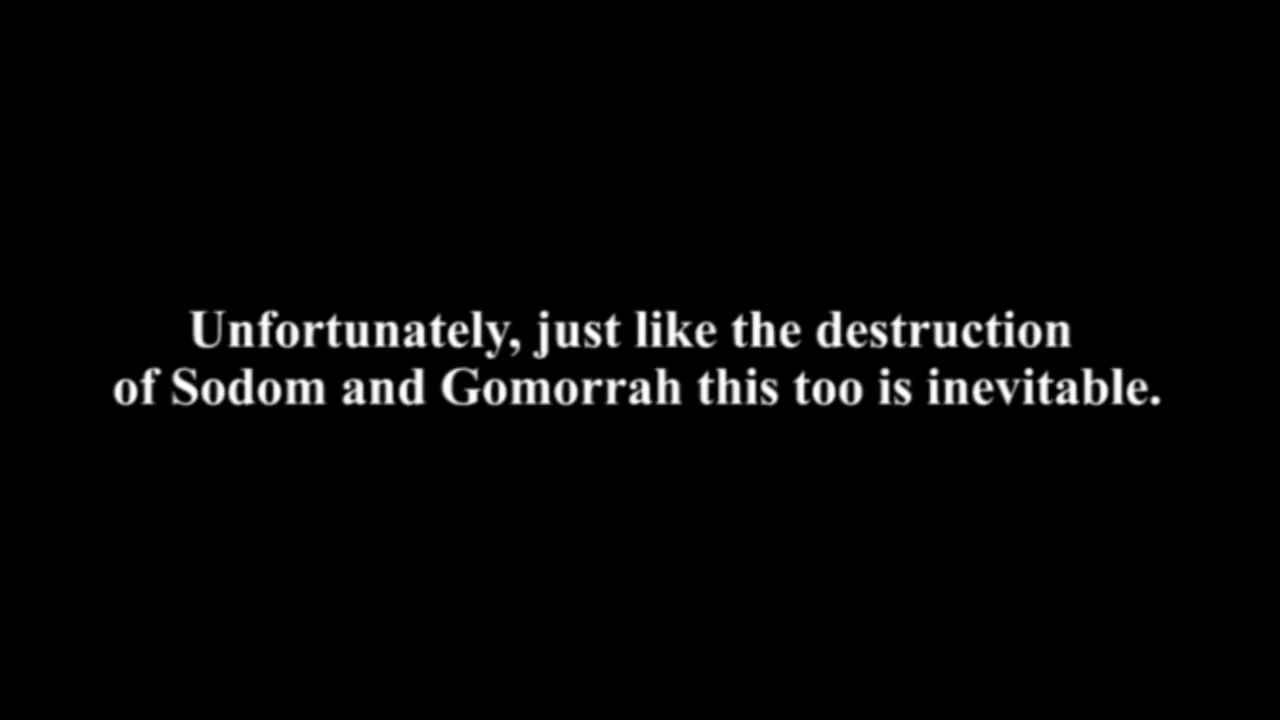 Unfortunately, just like the destruction
of Sodom and Gomorrah this too is inevitable.